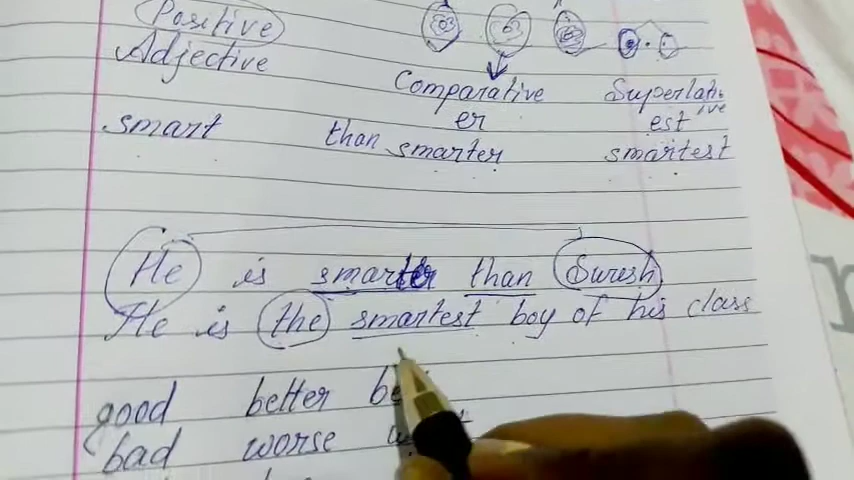 Positive
Adjective
Comparative Superlative
er est
smart than smarter smartest
He is smarter than Suresh
He is the smartest boy of his class
good better
bad worse